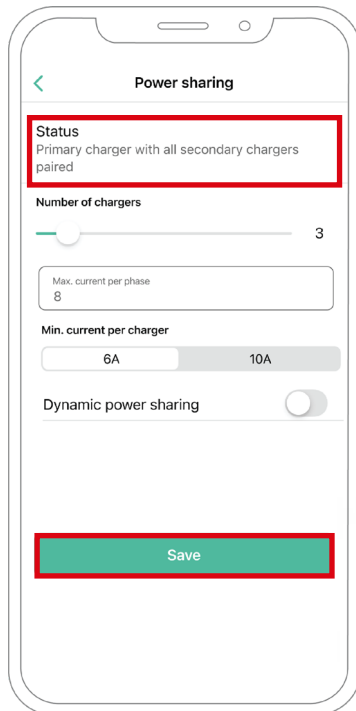 Power sharing
Status
Primary charger with all secondary chargers
paired
Number of chargers
3
Max. current per phase
8
Min. current per charger
6A 10A
Dynamic power sharing
Save